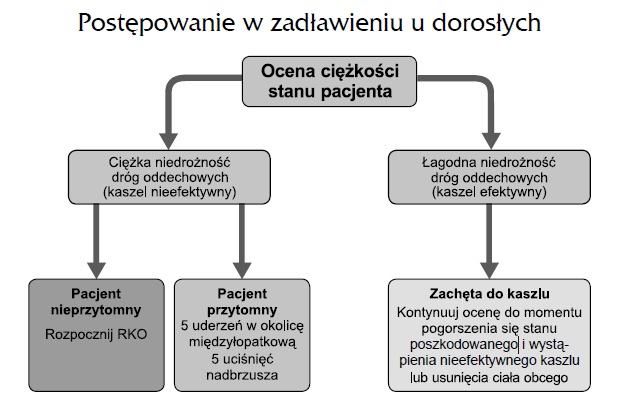 Postępowanie w zadławieniu u dorosłych
Ocena ciężkości
stanu pacjenta
Ciężka niedrożność
dróg oddechowych
(kaszel nieefektywny)
Łagodna niedrożność
dróg oddechowych
(kaszel efektywny)
Pacjent
nieprzytomny
Rozpocznij RKO
Pacjent
przytomny
5 uderzeń w okolicę
międzyłopatkową
5 uciśnięć
nadbrzusza
Zachęta do kaszlu
Kontynuuj ocenę do momentu
pogorszenia się stanu
poszkodowanego i wystą-
pienia nieefektywnego kaszlu
lub usunięcia ciała obcego